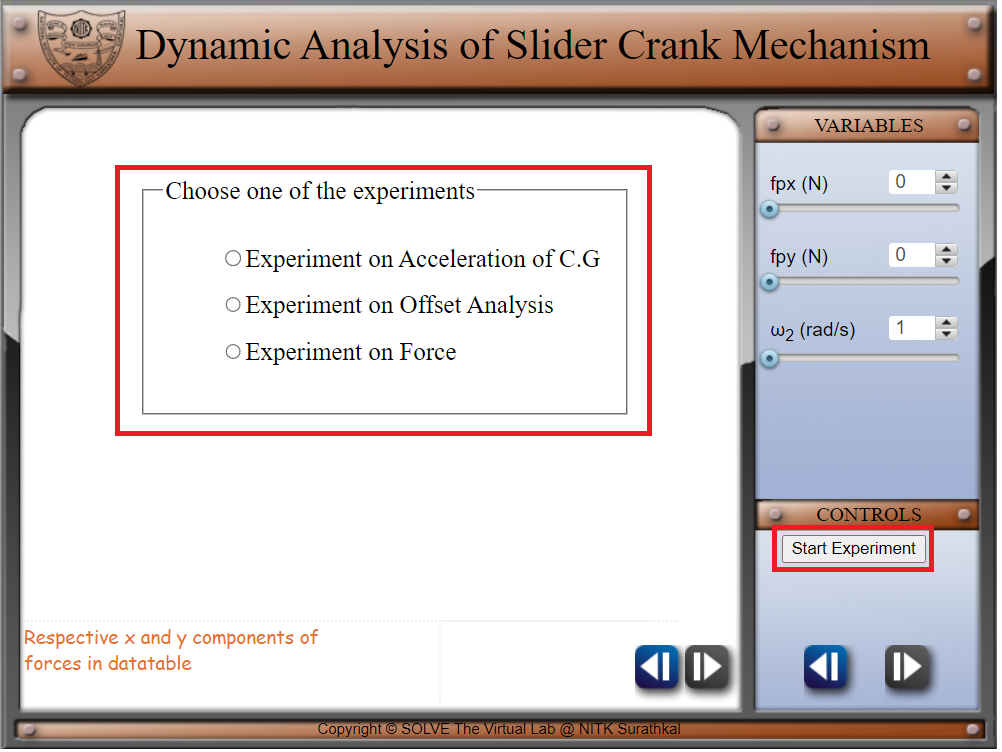 Dynamic Analysis of Slider Crank Mechanism
Choose one of the experiments
Experiment on Acceleration of C.G
Experiment on Offset Analysis
Experiment on Force
Respective x and y components of
forces in datatable
VARIABLES
fpx (N) 0
fpy (N) 0
ω2 (rad/s) 1
CONTROLS
Start Experiment
Copyright © SOLVE The Virtual Lab @ NITK Surathkal